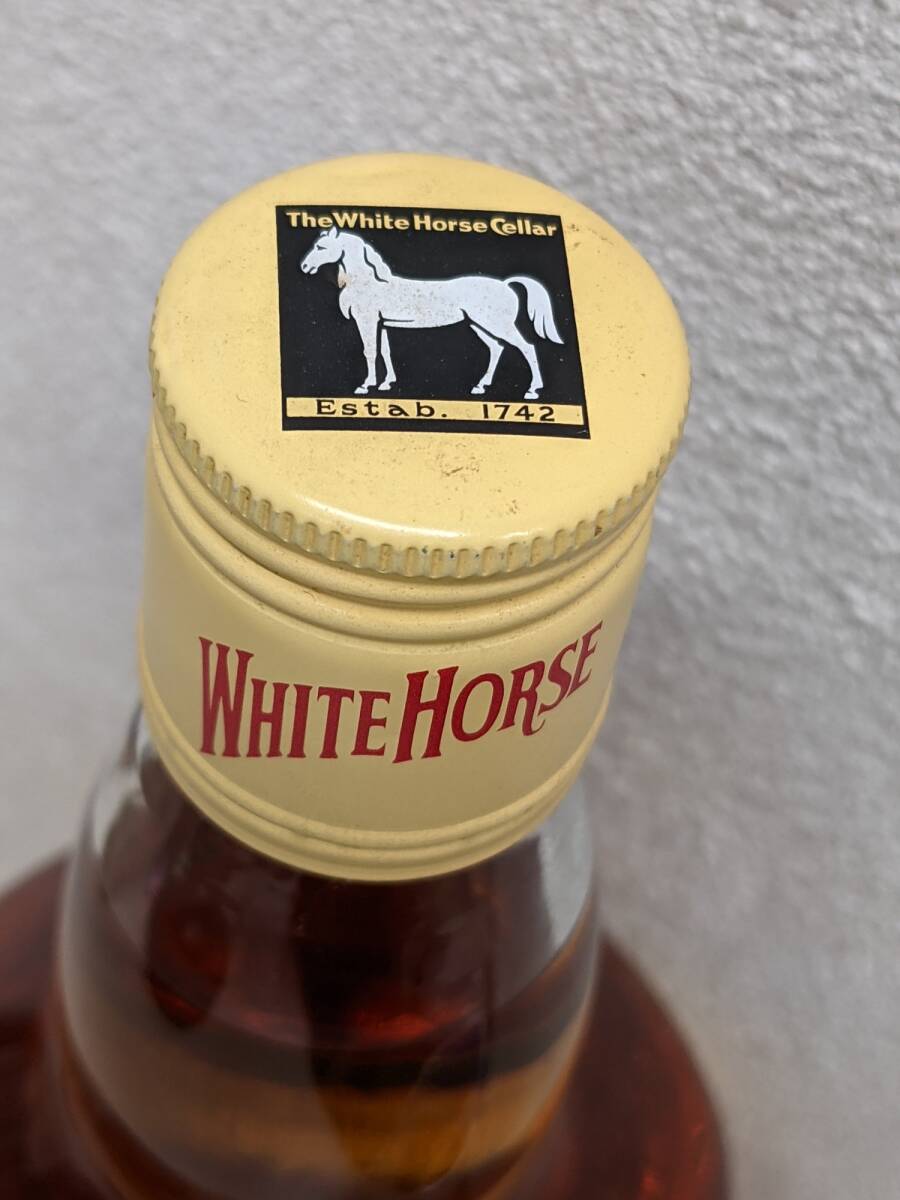 The White Horse Cellar
Estab. 1742
WHITE HORSE